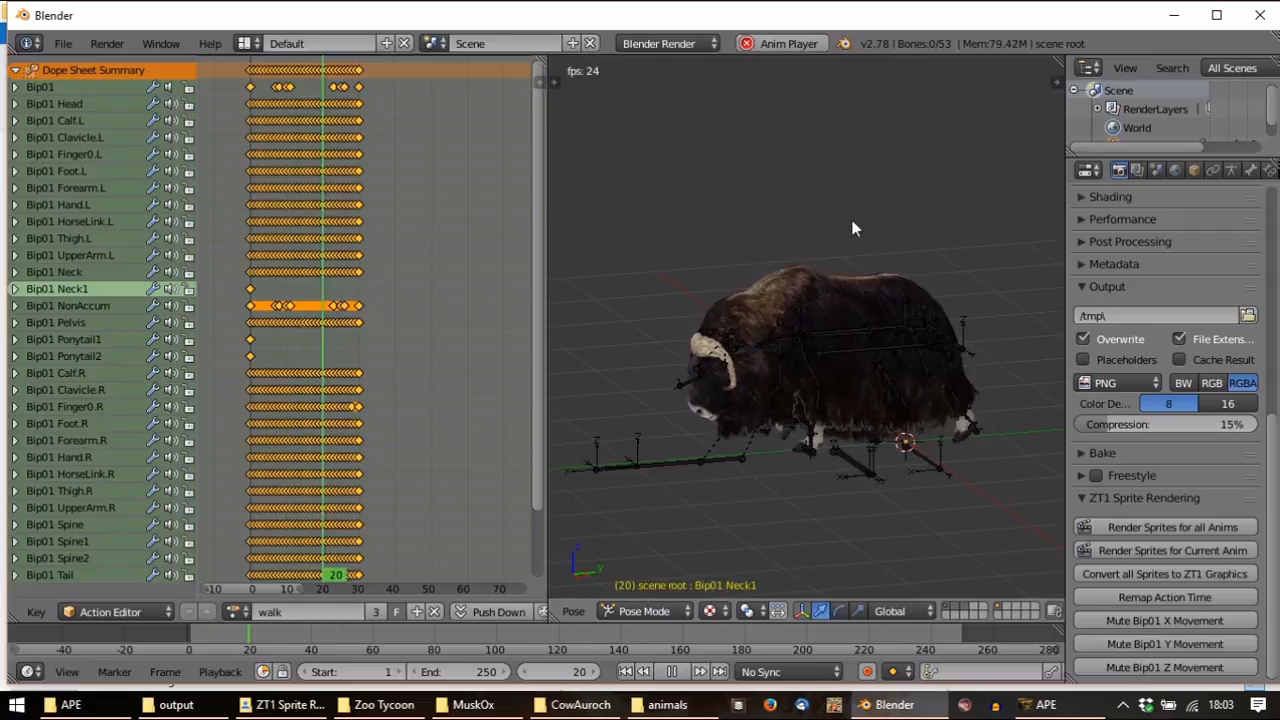 Blender
File Render Window Help Default Scene Blender Render Anim Player v2.78 | Bones:0/53 | Mem:79.42M | scene root
Dope Sheet Summary
Bip01
Bip01 Head
Bip01 Calf.L
Bip01 Clavicle.L
Bip01 Finger0.L
Bip01 Foot.L
Bip01 Forearm.L
Bip01 Hand.L
Bip01 HorseLink.L
Bip01 Thigh.L
Bip01 UpperArm.L
Bip01 Neck
Bip01 Neck1
Bip01 NonAccum
Bip01 Pelvis
Bip01 Ponytail1
Bip01 Ponytail2
Bip01 Calf.R
Bip01 Clavicle.R
Bip01 Finger0.R
Bip01 Foot.R
Bip01 Forearm.R
Bip01 Hand.R
Bip01 HorseLink.R
Bip01 Thigh.R
Bip01 UpperArm.R
Bip01 Spine
Bip01 Spine1
Bip01 Spine2
Bip01 Tail
-10 0 10 20 30 40 50 60 70
Key Action Editor walk 3 F Push Down
fps: 24
z
y
(20) scene root : Bip01 Neck1
Pose Pose Mode Global
View Search All Scenes
Scene
RenderLayers
World
Shading
Performance
Post Processing
Metadata
Output
/tmp\
Overwrite File Extens...
Placeholders Cache Result
PNG BW RGB RGBA
Color De... 8 16
Compression: 15%
Bake
Freestyle
ZT1 Sprite Rendering
Render Sprites for all Anims
Render Sprites for Current Anim
Convert all Sprites to ZT1 Graphics
Remap Action Time
Mute Bip01 X Movement
Mute Bip01 Y Movement
Mute Bip01 Z Movement
-40 -20 0 20 40 60 80 100 120 140 160 180 200 220 240 260 280
View Marker Frame Playback Start: 1 End: 250 20 No Sync
APE output ZT1 Sprite R... Zoo Tycoon MuskOx CowAuroch animals Blender APE 18:03